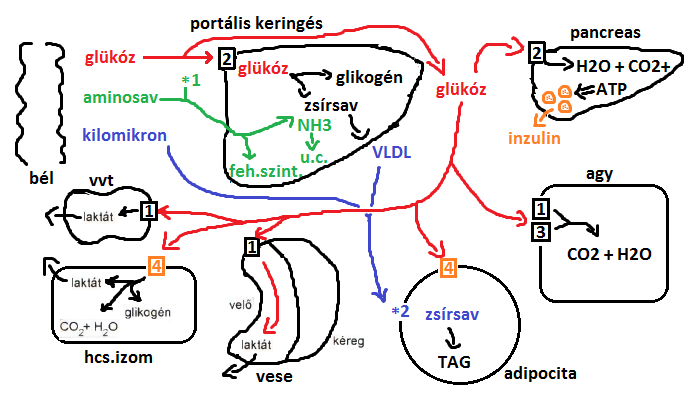 portális keringés
pancreas
glükóz
2
glükóz
glikogén
zsírsav
*1
aminosav
NH3
u.c.
feh.szint.
kilomikron
VLDL
glükóz
2
H2O + CO2+
ATP
inzulin
bél
vvt
laktát
1
agy
1
3
CO2 + H2O
4
laktát
glikogén
CO2+ H2O
hcs.izom
1
velő
laktát
kéreg
vese
4
*2
zsírsav
TAG
adipocita